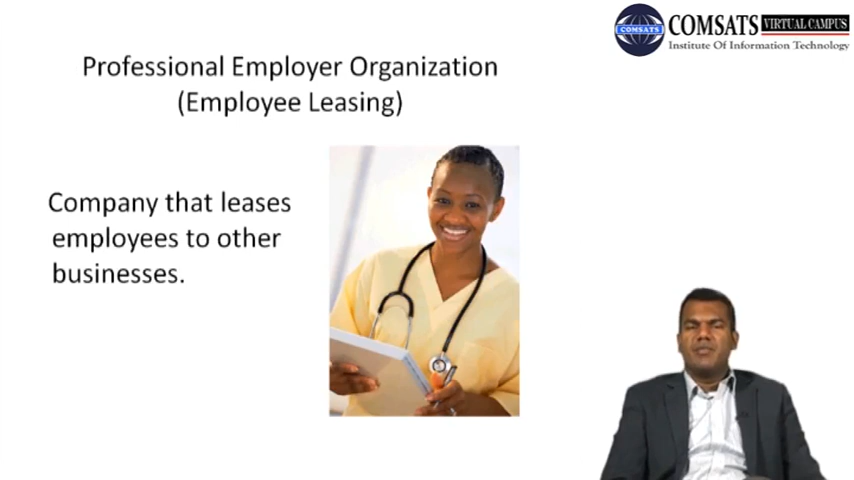 COMSATS VIRTUAL CAMPUS
COMSATS
Institute Of Information Technology
Professional Employer Organization
(Employee Leasing)
Company that leases
employees to other
businesses.